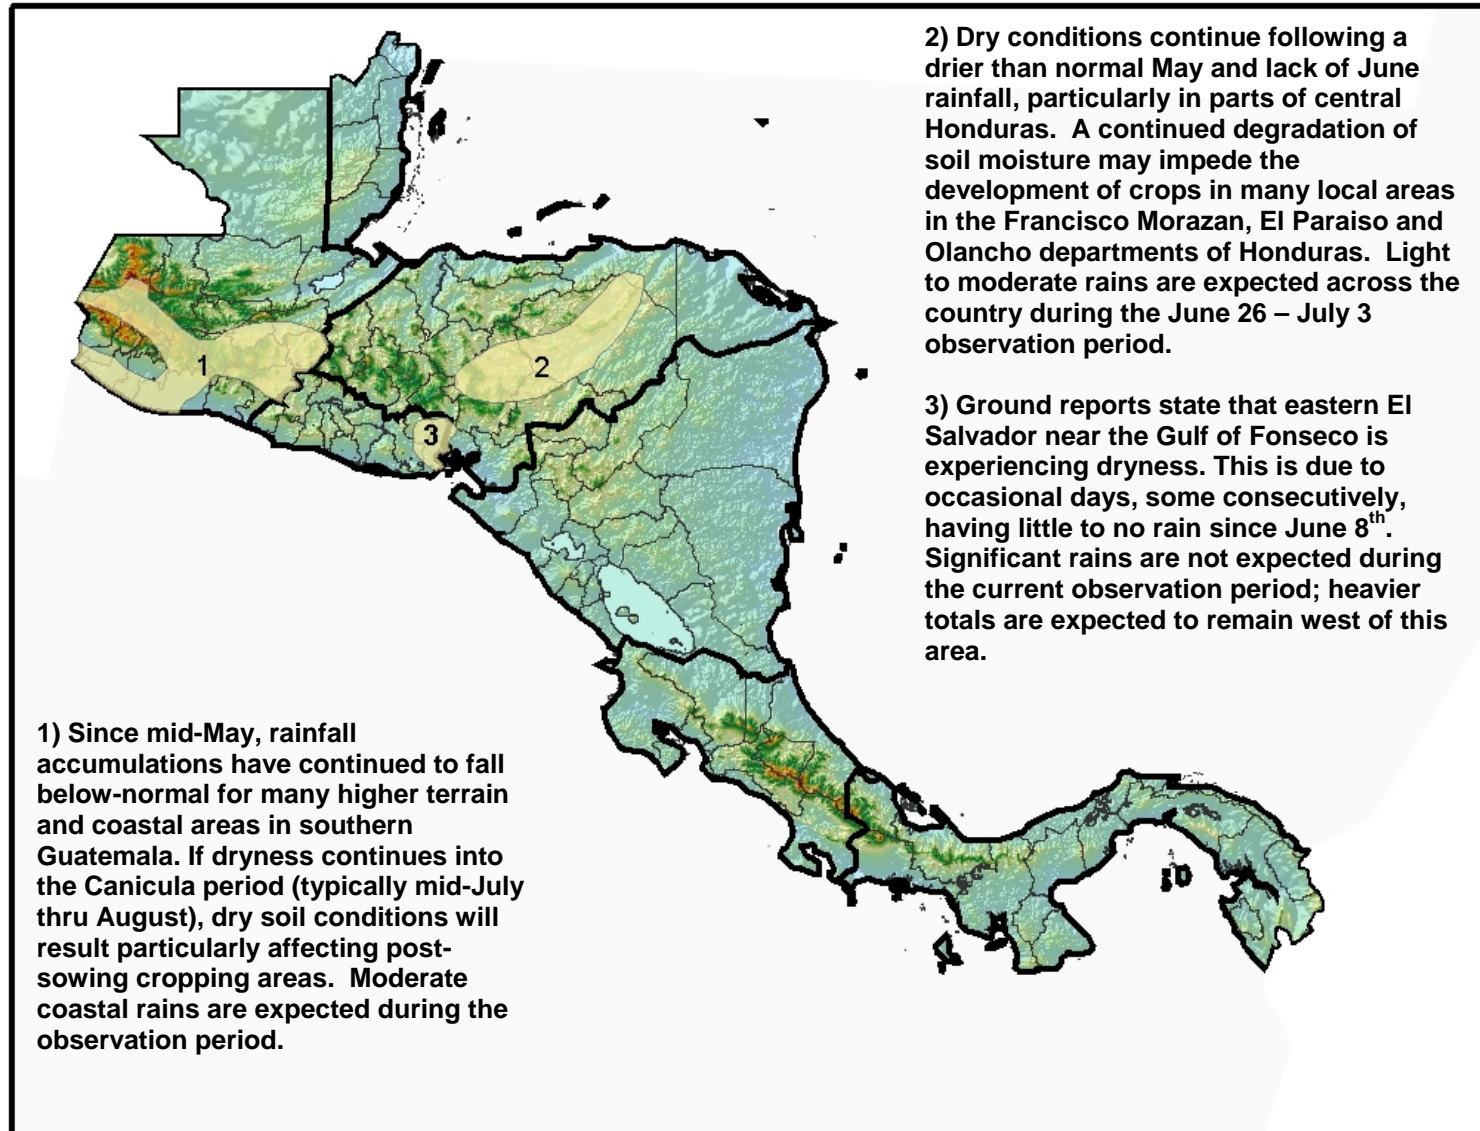 2) Dry conditions continue following a
drier than normal May and lack of June
rainfall, particularly in parts of central
Honduras.  A continued degradation of
soil moisture may impede the
development of crops in many local areas
in the Francisco Morazan, El Paraiso and
Olancho departments of Honduras.  Light
to moderate rains are expected across the
country during the June 26 – July 3
observation period.
3) Ground reports state that eastern El
Salvador near the Gulf of Fonseco is
experiencing dryness. This is due to
occasional days, some consecutively,
having little to no rain since June 8th.
Significant rains are not expected during
the current observation period; heavier
totals are expected to remain west of this
area.
1
2
3
1) Since mid-May, rainfall
accumulations have continued to fall
below-normal for many higher terrain
and coastal areas in southern
Guatemala. If dryness continues into
the Canicula period (typically mid-July
thru August), dry soil conditions will
result particularly affecting post-
sowing cropping areas.  Moderate
coastal rains are expected during the
observation period.